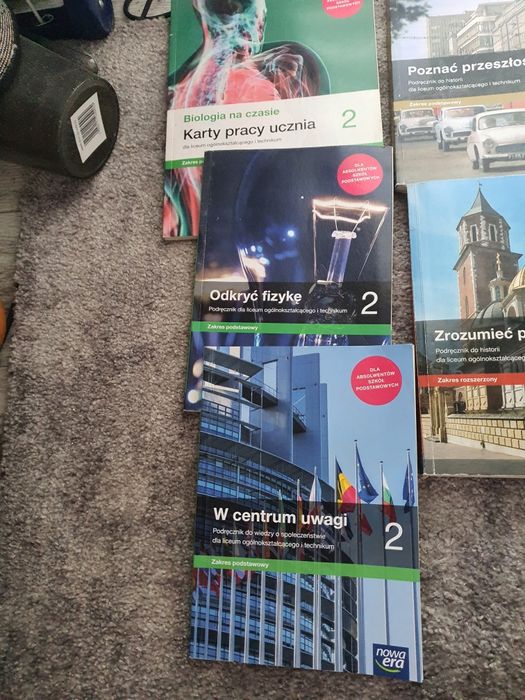 SZKÓŁ
PODSTAWOWYCH
Biologia na czasie
Karty pracy ucznia
2
dla liceum ogólnokształcącego i technikum
Zakres
Poznać przeszłoś
Podręcznik do historii
dla liceum ogólnokształcącego i technikum
Zakres podstawowy
DLA
ABSOLWENTÓW
SZKÓŁ
PODSTAWOWYCH
Odkryć fizykę
2
Podręcznik dla liceum ogólnokształcącego i technikum
Zakres podstawowy
Zrozumieć p
Podręcznik do historii
dla liceum ogólnokształcącego
Zakres rozszerzony
DLA
ABSOLWENTÓW
SZKÓŁ
PODSTAWOWYCH
W centrum uwagi
2
Podręcznik do wiedzy o społeczeństwie
dla liceum ogólnokształcącego i technikum
Zakres podstawowy
nowa
era